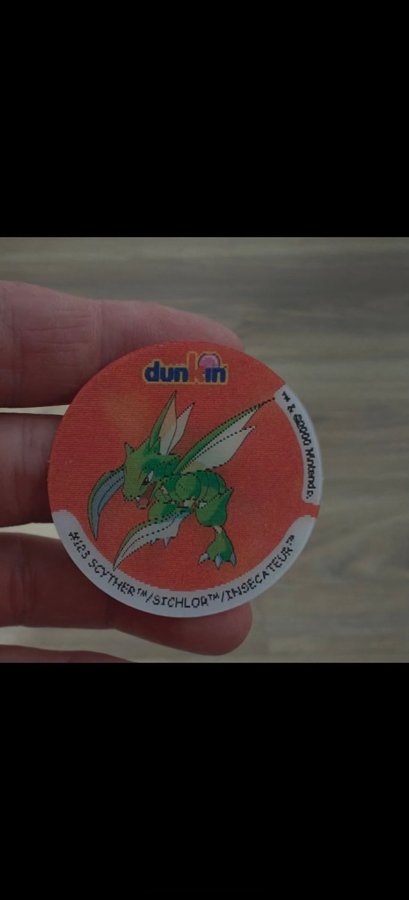 dunkin
™ & ©2000 Nintendo.
#123 SCYTHER™/SICHLOR™/INSECATEUR™